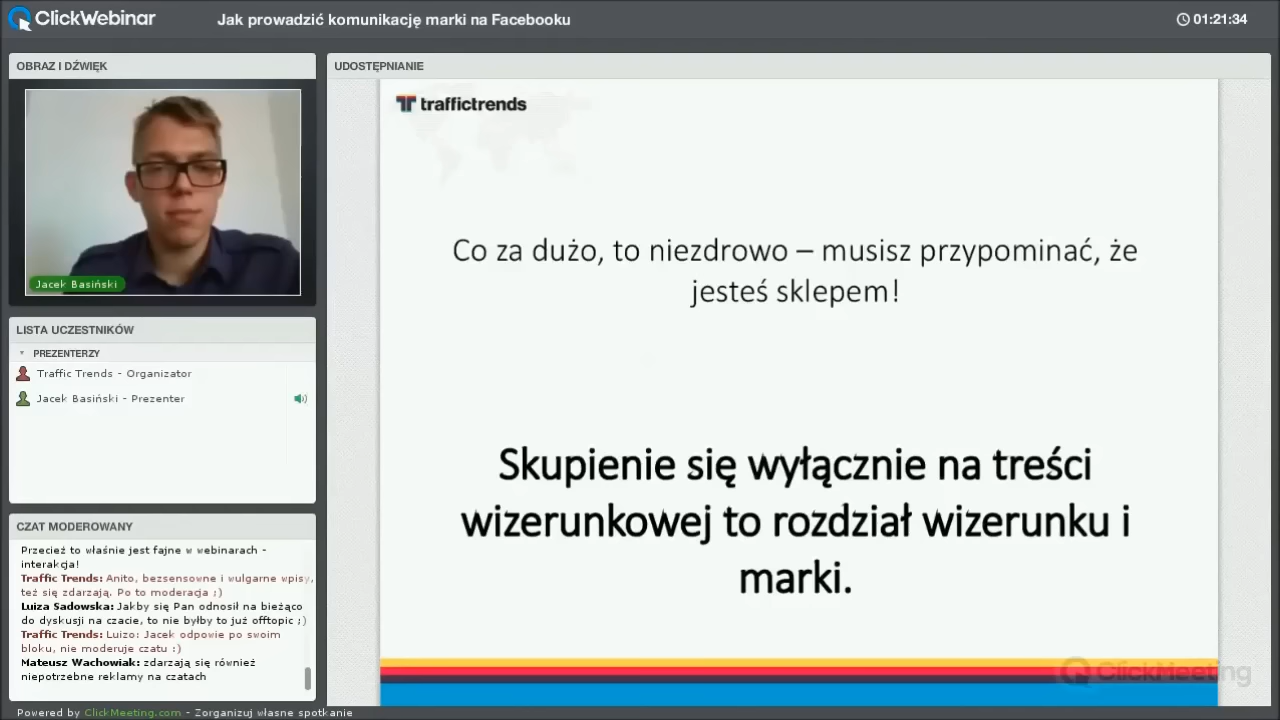 ClickWebinar
Jak prowadzić komunikację marki na Facebooku
01:21:34
OBRAZ I DŹWIĘK
Jacek Basiński
LISTA UCZESTNIKÓW
PREZENTERZY
Traffic Trends - Organizator
Jacek Basiński - Prezenter
CZAT MODEROWANY
Przecież to właśnie jest fajne w webinarach -
interakcja!
Traffic Trends: Anito, bezsensowne i wulgarne wpisy,
też się zdarzają. Po to moderacja ;)
Luiza Sadowska: Jakby się Pan odnosił na bieżąco
do dyskusji na czacie, to nie byłby to już offtopic ;)
Traffic Trends: Luizo: Jacek odpowie po swoim
bloku, nie moderuje czatu :)
Mateusz Wachowiak: zdarzają się również
niepotrzebne reklamy na czatach
UDOSTĘPNIANIE
traffictrends
Co za dużo, to niezdrowo – musisz przypominać, że
jesteś sklepem!
Skupienie się wyłącznie na treści
wizerunkowej to rozdział wizerunku i
marki.
ClickMeeting
Powered by ClickMeeting.com - Zorganizuj własne spotkanie